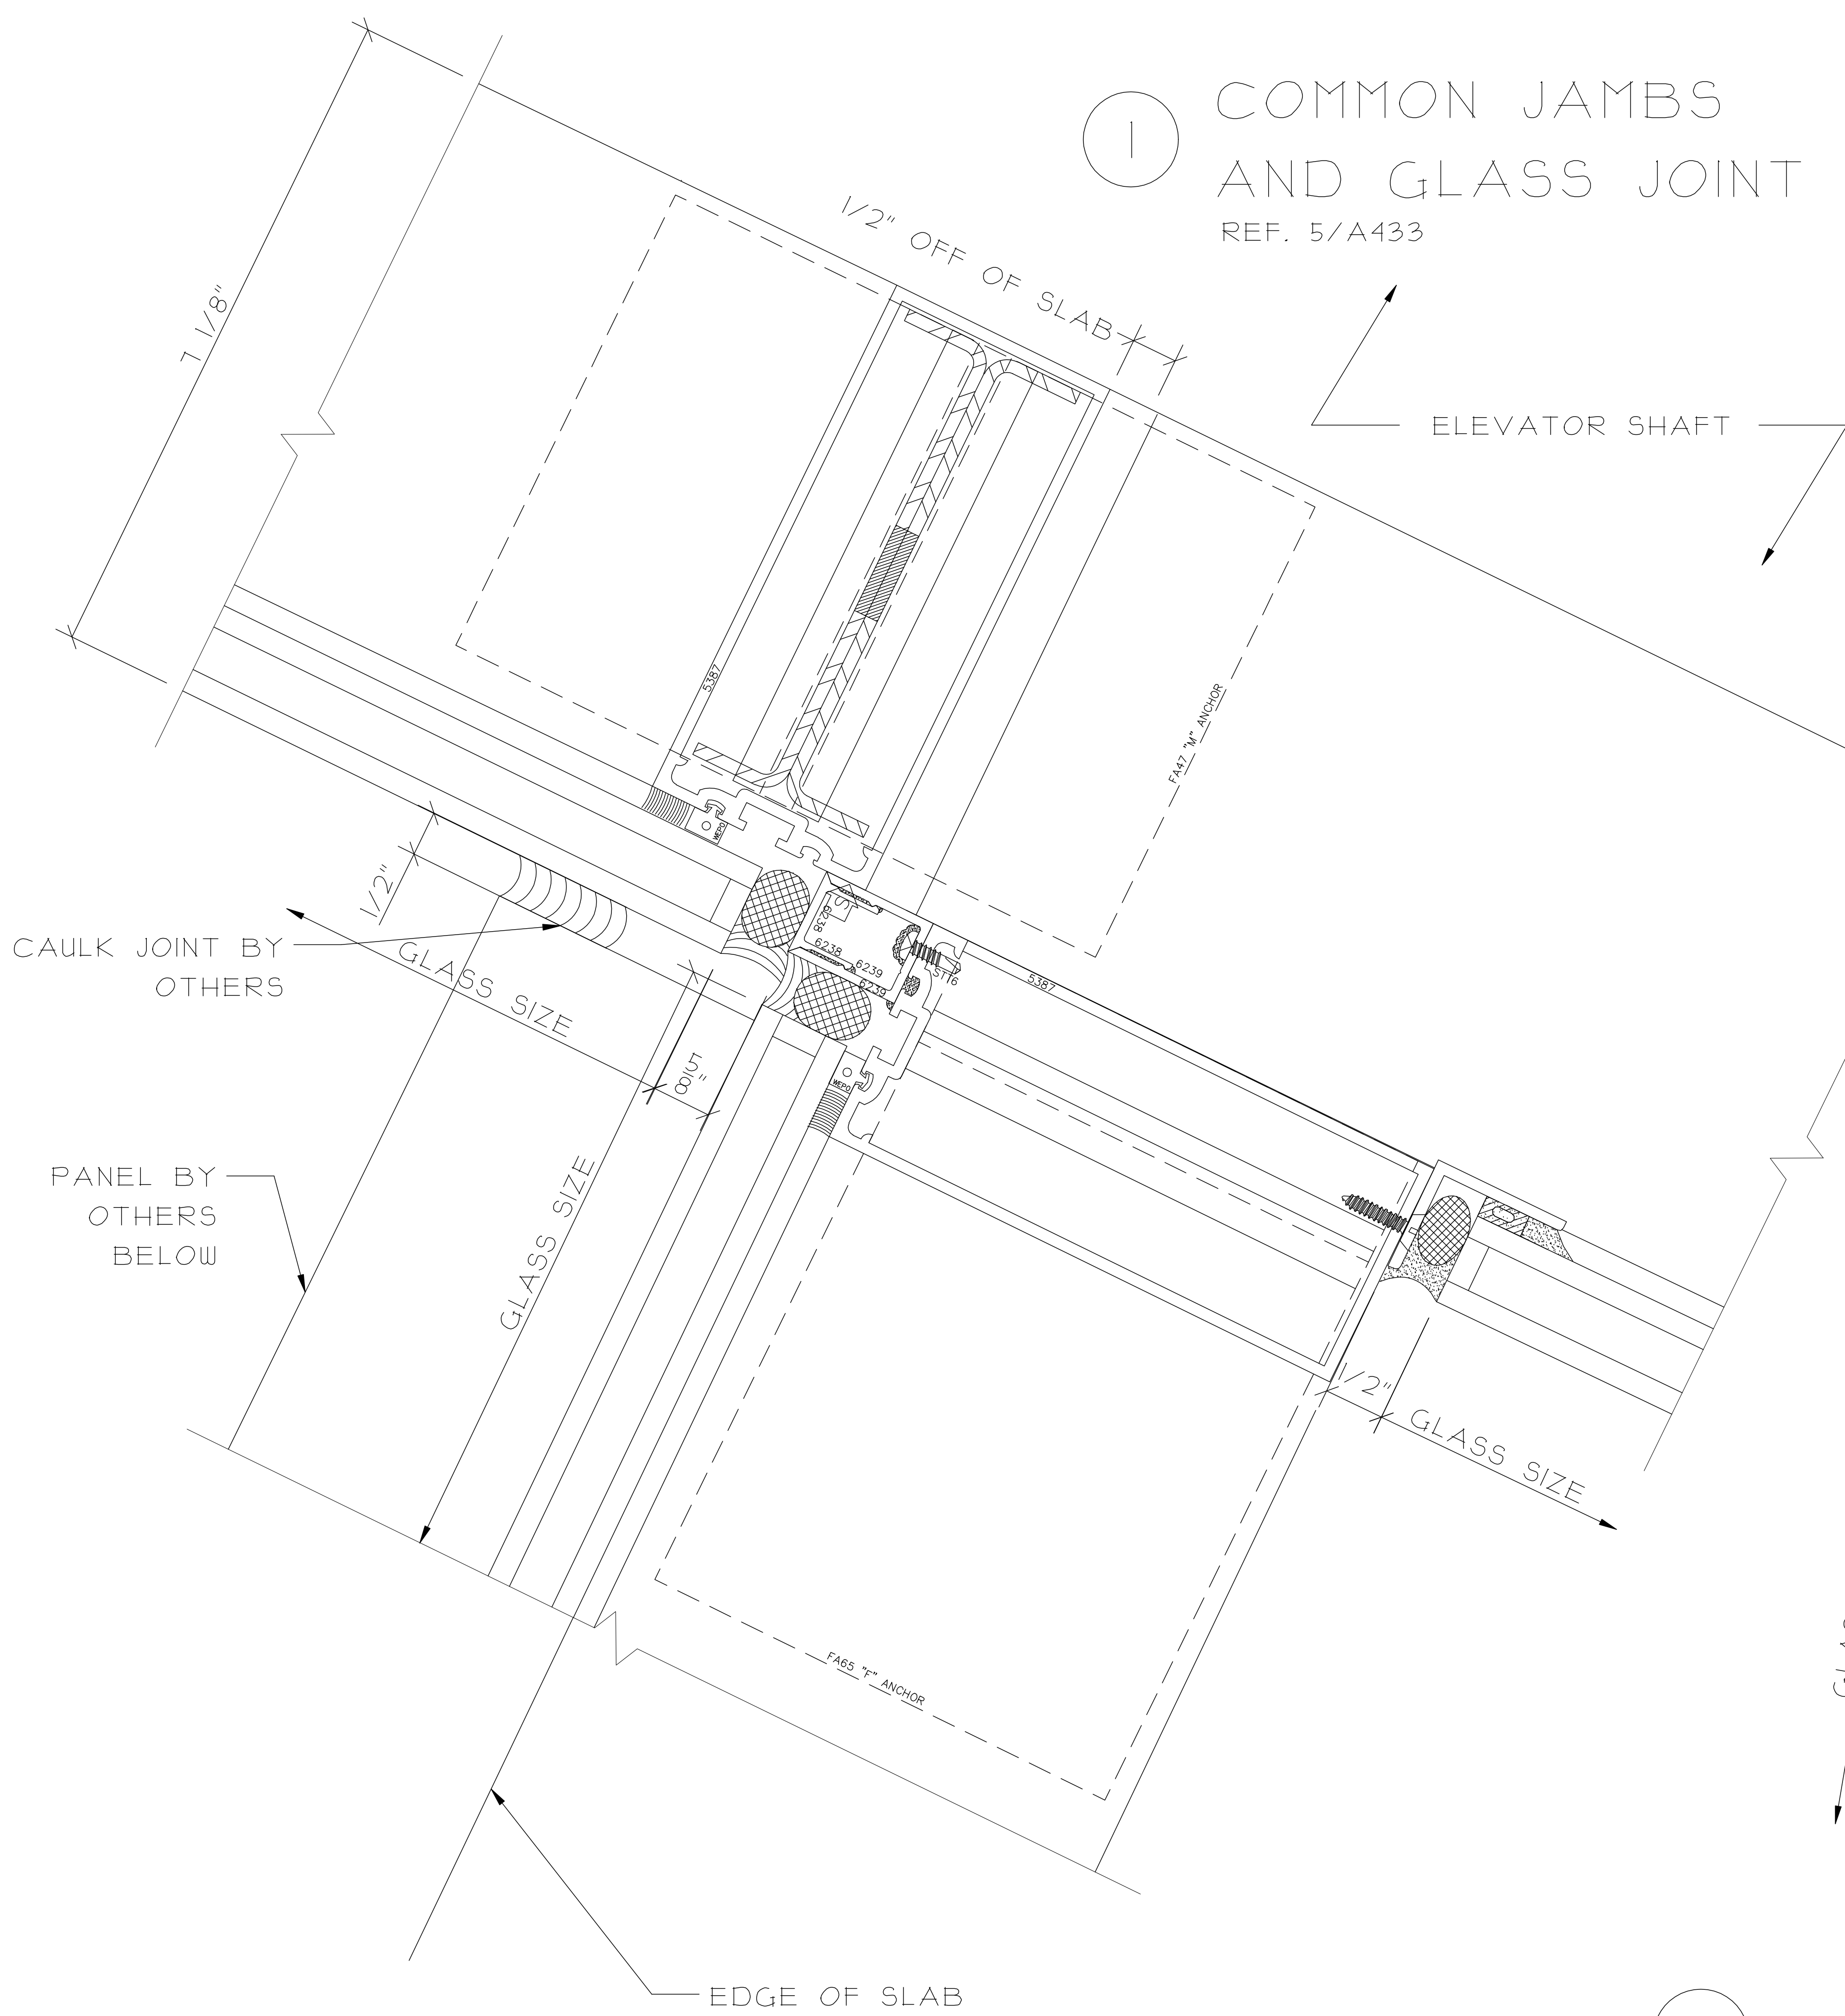 1
COMMON JAMBS
AND GLASS JOINT
REF. 5/A433
1/2" OFF OF SLAB
7 1/8"
ELEVATOR SHAFT
5387
FA47 "M" ANCHOR
WEPO
1/2"
CAULK JOINT BY
OTHERS
GLASS SIZE
6238
6238
6239
6239
5387
5/8"
WEPO
PANEL BY
OTHERS
BELOW
GLASS SIZE
1/2"
GLASS SIZE
FA65 "F" ANCHOR
EDGE OF SLAB